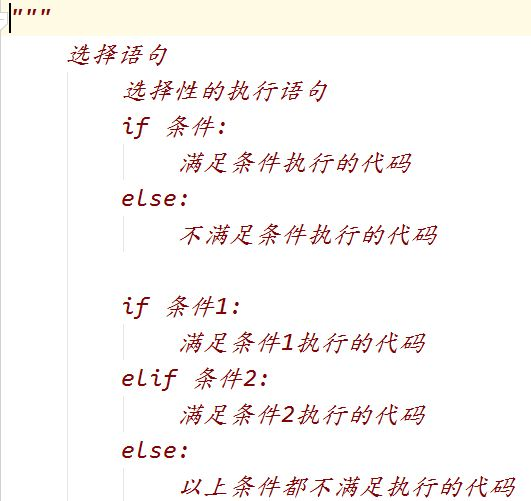 """
选择语句
选择性的执行语句
if 条件:
满足条件执行的代码
else:
不满足条件执行的代码
if 条件1:
满足条件1执行的代码
elif 条件2:
满足条件2执行的代码
else:
以上条件都不满足执行的代码